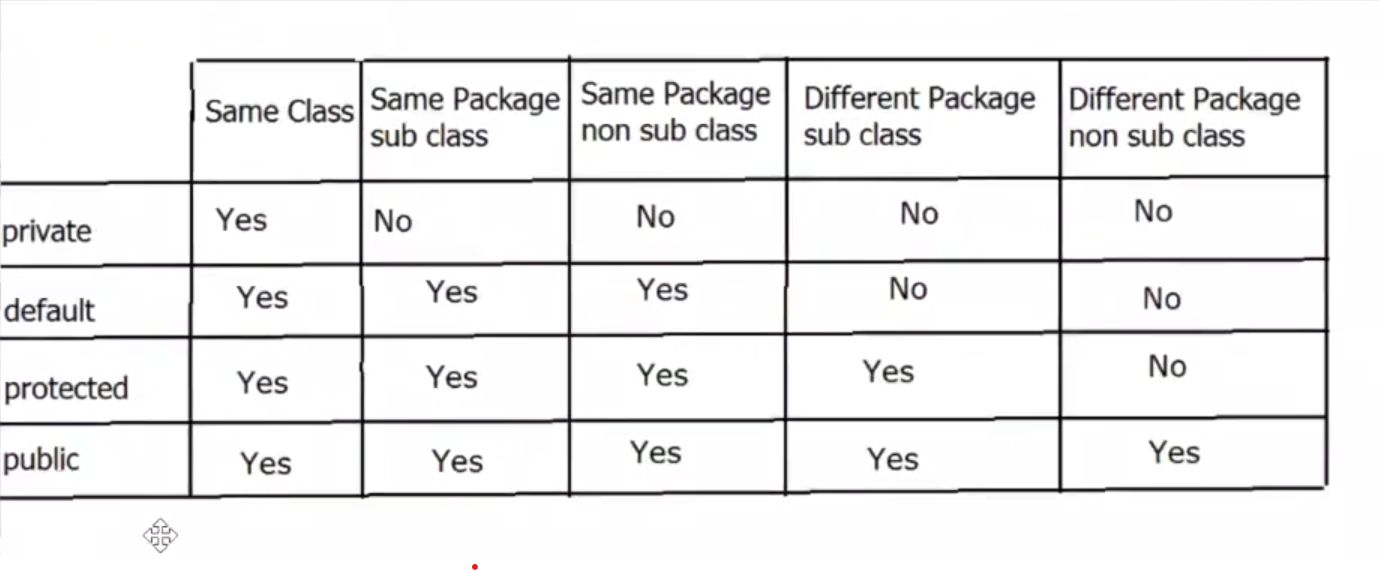 Same Class
Same Package
sub class
Same Package
non sub class
Different Package
sub class
Different Package
non sub class
private
Yes
No
No
No
No
default
Yes
Yes
Yes
No
No
protected
Yes
Yes
Yes
Yes
No
public
Yes
Yes
Yes
Yes
Yes